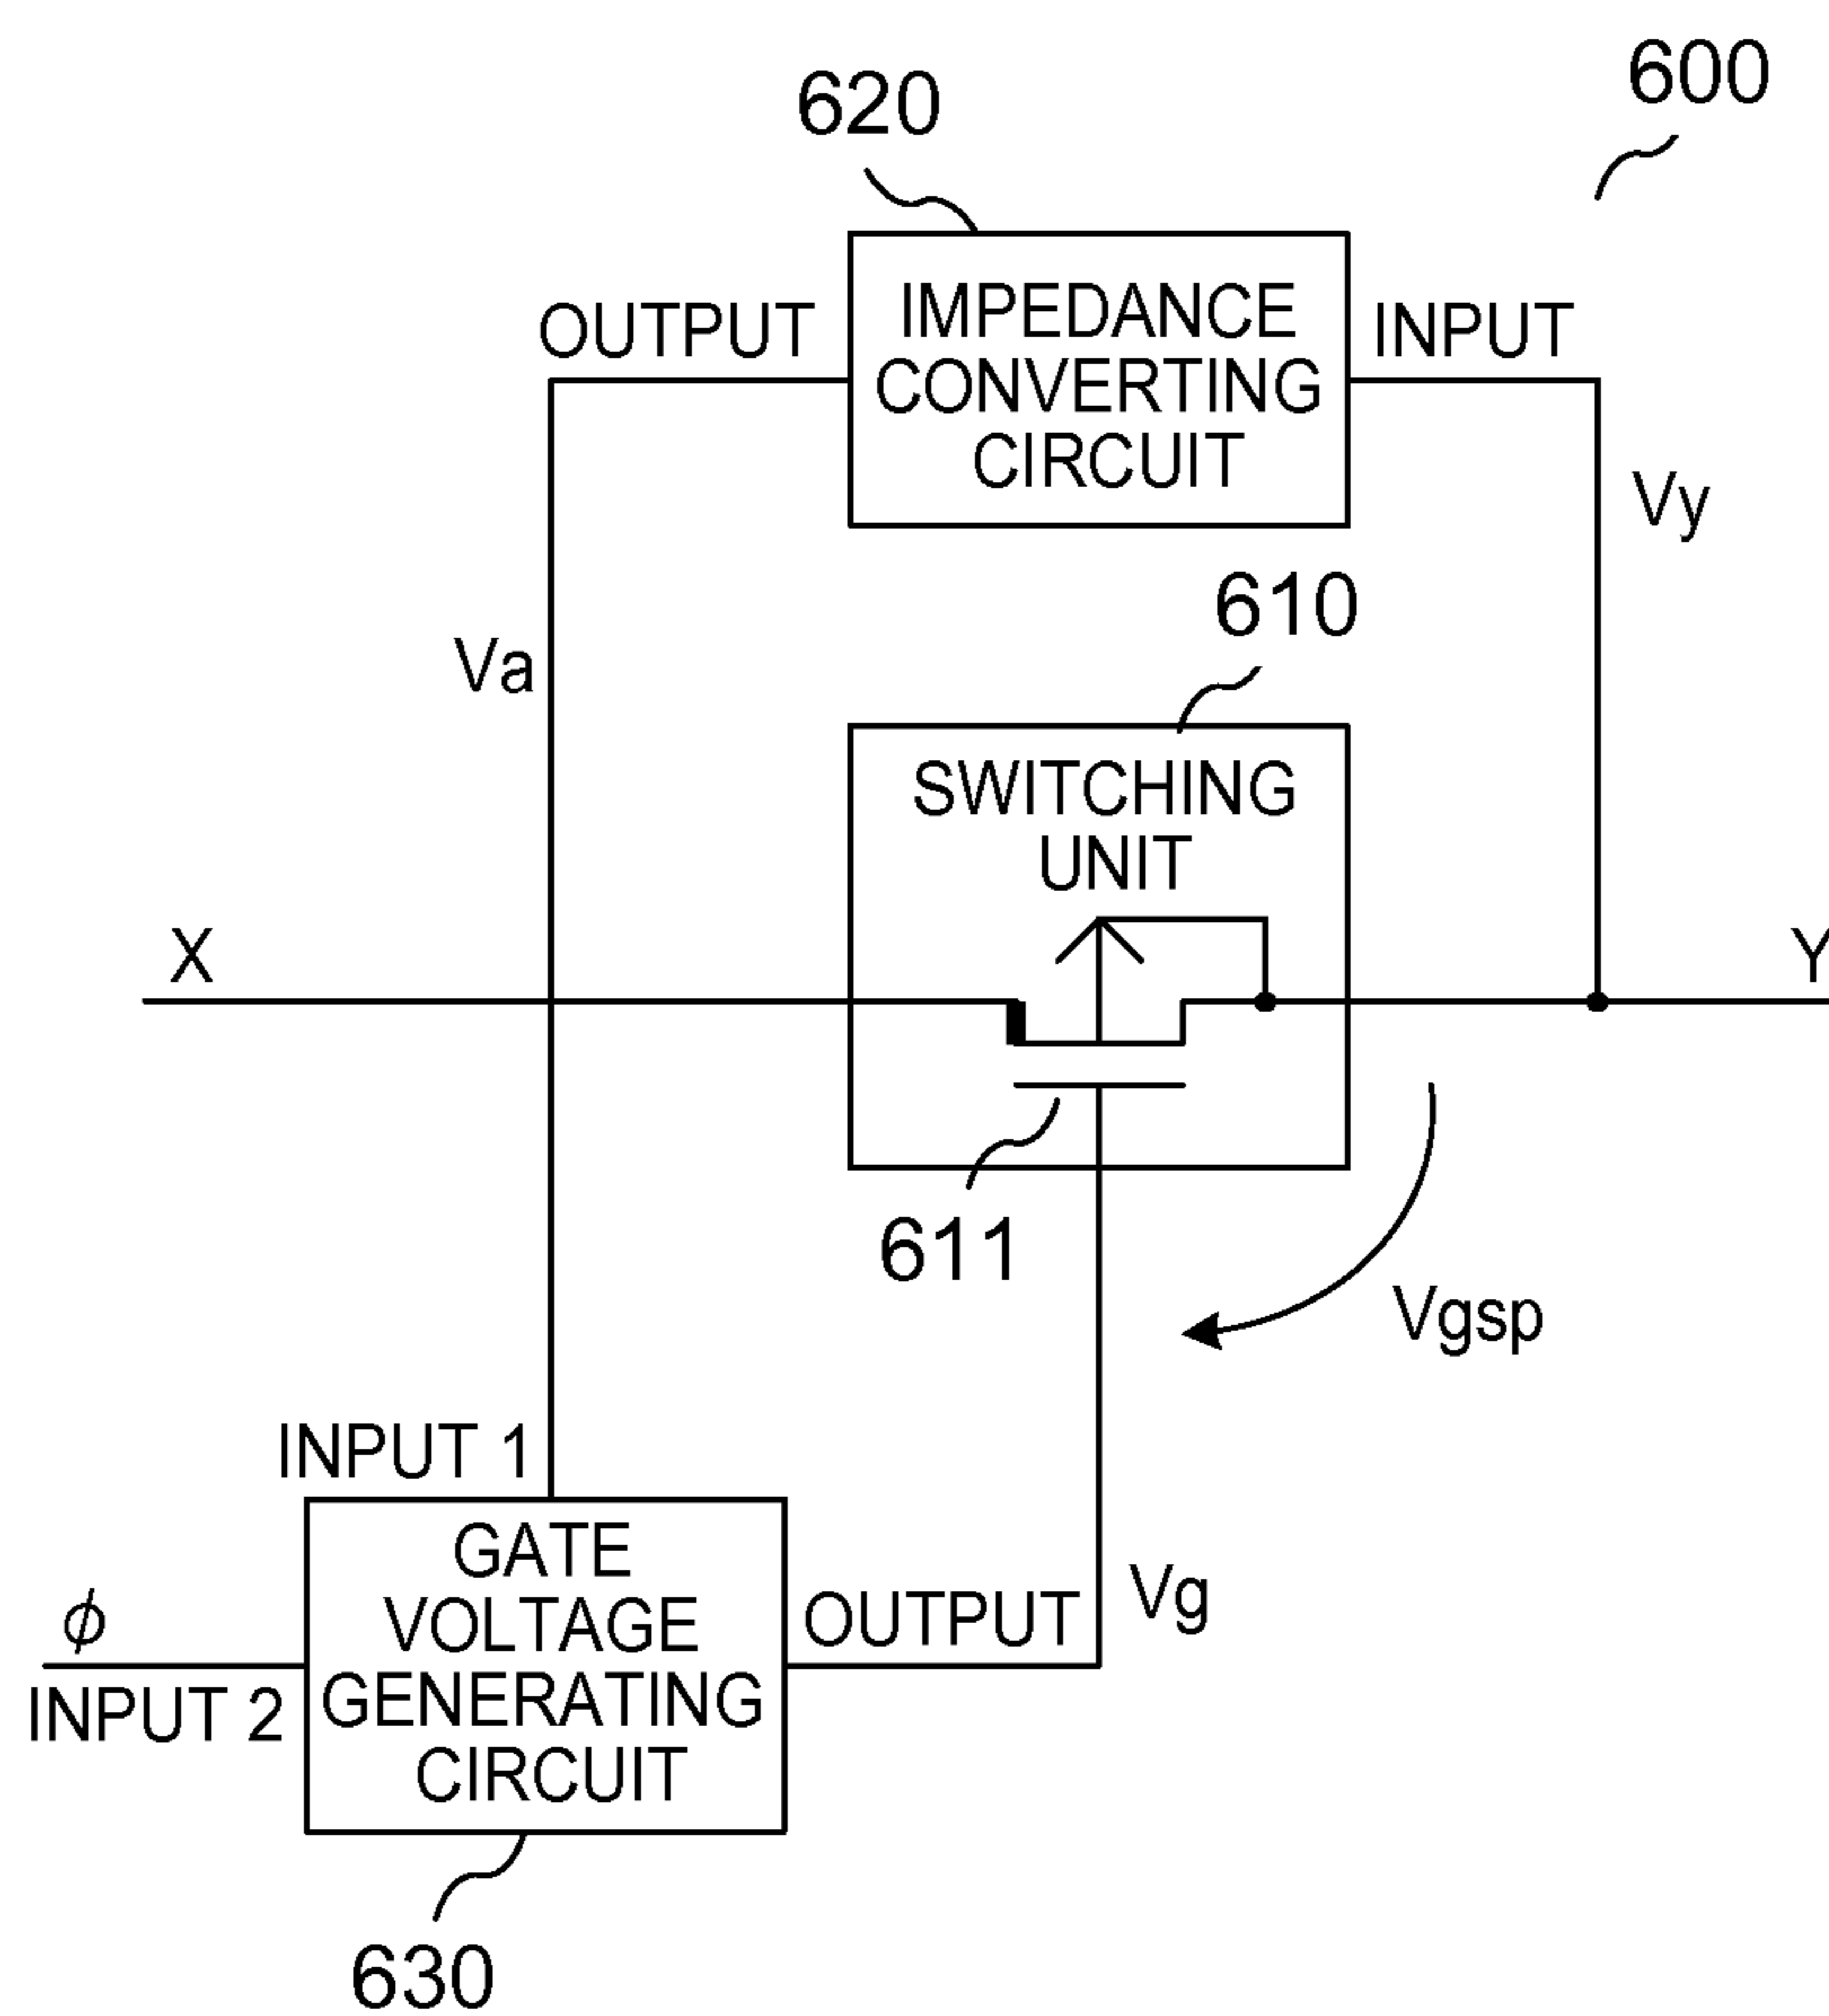 600
620
OUTPUT
IMPEDANCE
CONVERTING
CIRCUIT
INPUT
Vy
610
Va
SWITCHING
UNIT
X
Y
611
Vgsp
INPUT 1
GATE
VOLTAGE
GENERATING
CIRCUIT
ϕ
INPUT 2
OUTPUT
Vg
630